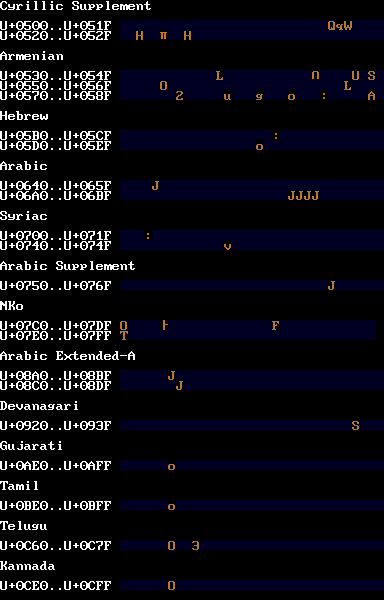 Cyrillic Supplement
U+0500..U+051F QqW
U+0520..U+052F H ᴨ H
Armenian
U+0530..U+054F L Ո U S
U+0550..U+056F O L
U+0570..U+058F 2 u g o : A
Hebrew
U+05B0..U+05CF :
U+05D0..U+05EF o
Arabic
U+0640..U+065F J
U+06A0..U+06BF JJJJ
Syriac
U+0700..U+071F :
U+0740..U+074F v
Arabic Supplement
U+0750..U+076F J
NKo
U+07C0..U+07DF O ꜔ F
U+07E0..U+07FF T
Arabic Extended-A
U+08A0..U+08BF J
U+08C0..U+08DF J
Devanagari
U+0920..U+093F S
Gujarati
U+0AE0..U+0AFF o
Tamil
U+0BE0..U+0BFF o
Telugu
U+0C60..U+0C7F O 3
Kannada
U+0CE0..U+0CFF O